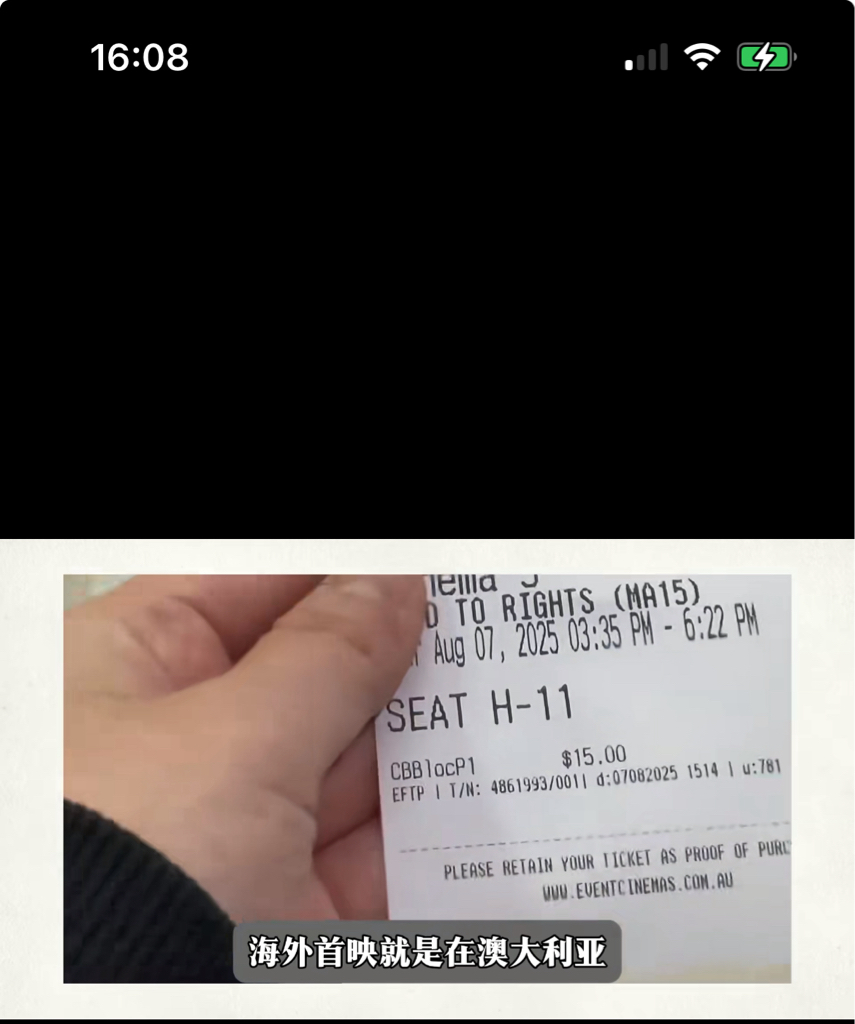 16:08
TO RIGHTS (MA15)
Aug 07, 2025 03:35 PM - 6:22 PM
SEAT H-11
CBBlocP1 $15.00
EFTP | T/N: 4861993/001| d:07082025 1514 | u:781
PLEASE RETAIN YOUR TICKET AS PROOF OF
WWW.EVENTCINEMAS.COM.AU
海外首映就是在澳大利亚